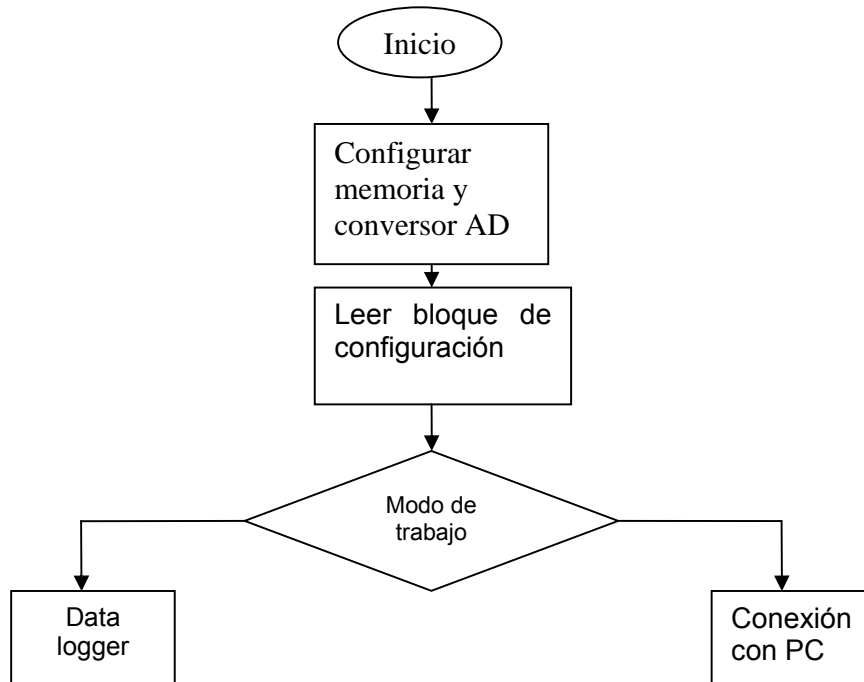 Inicio
Configurar
memoria y
conversor AD
Leer bloque de
configuración
Modo de
trabajo
Data
logger
Conexión
con PC